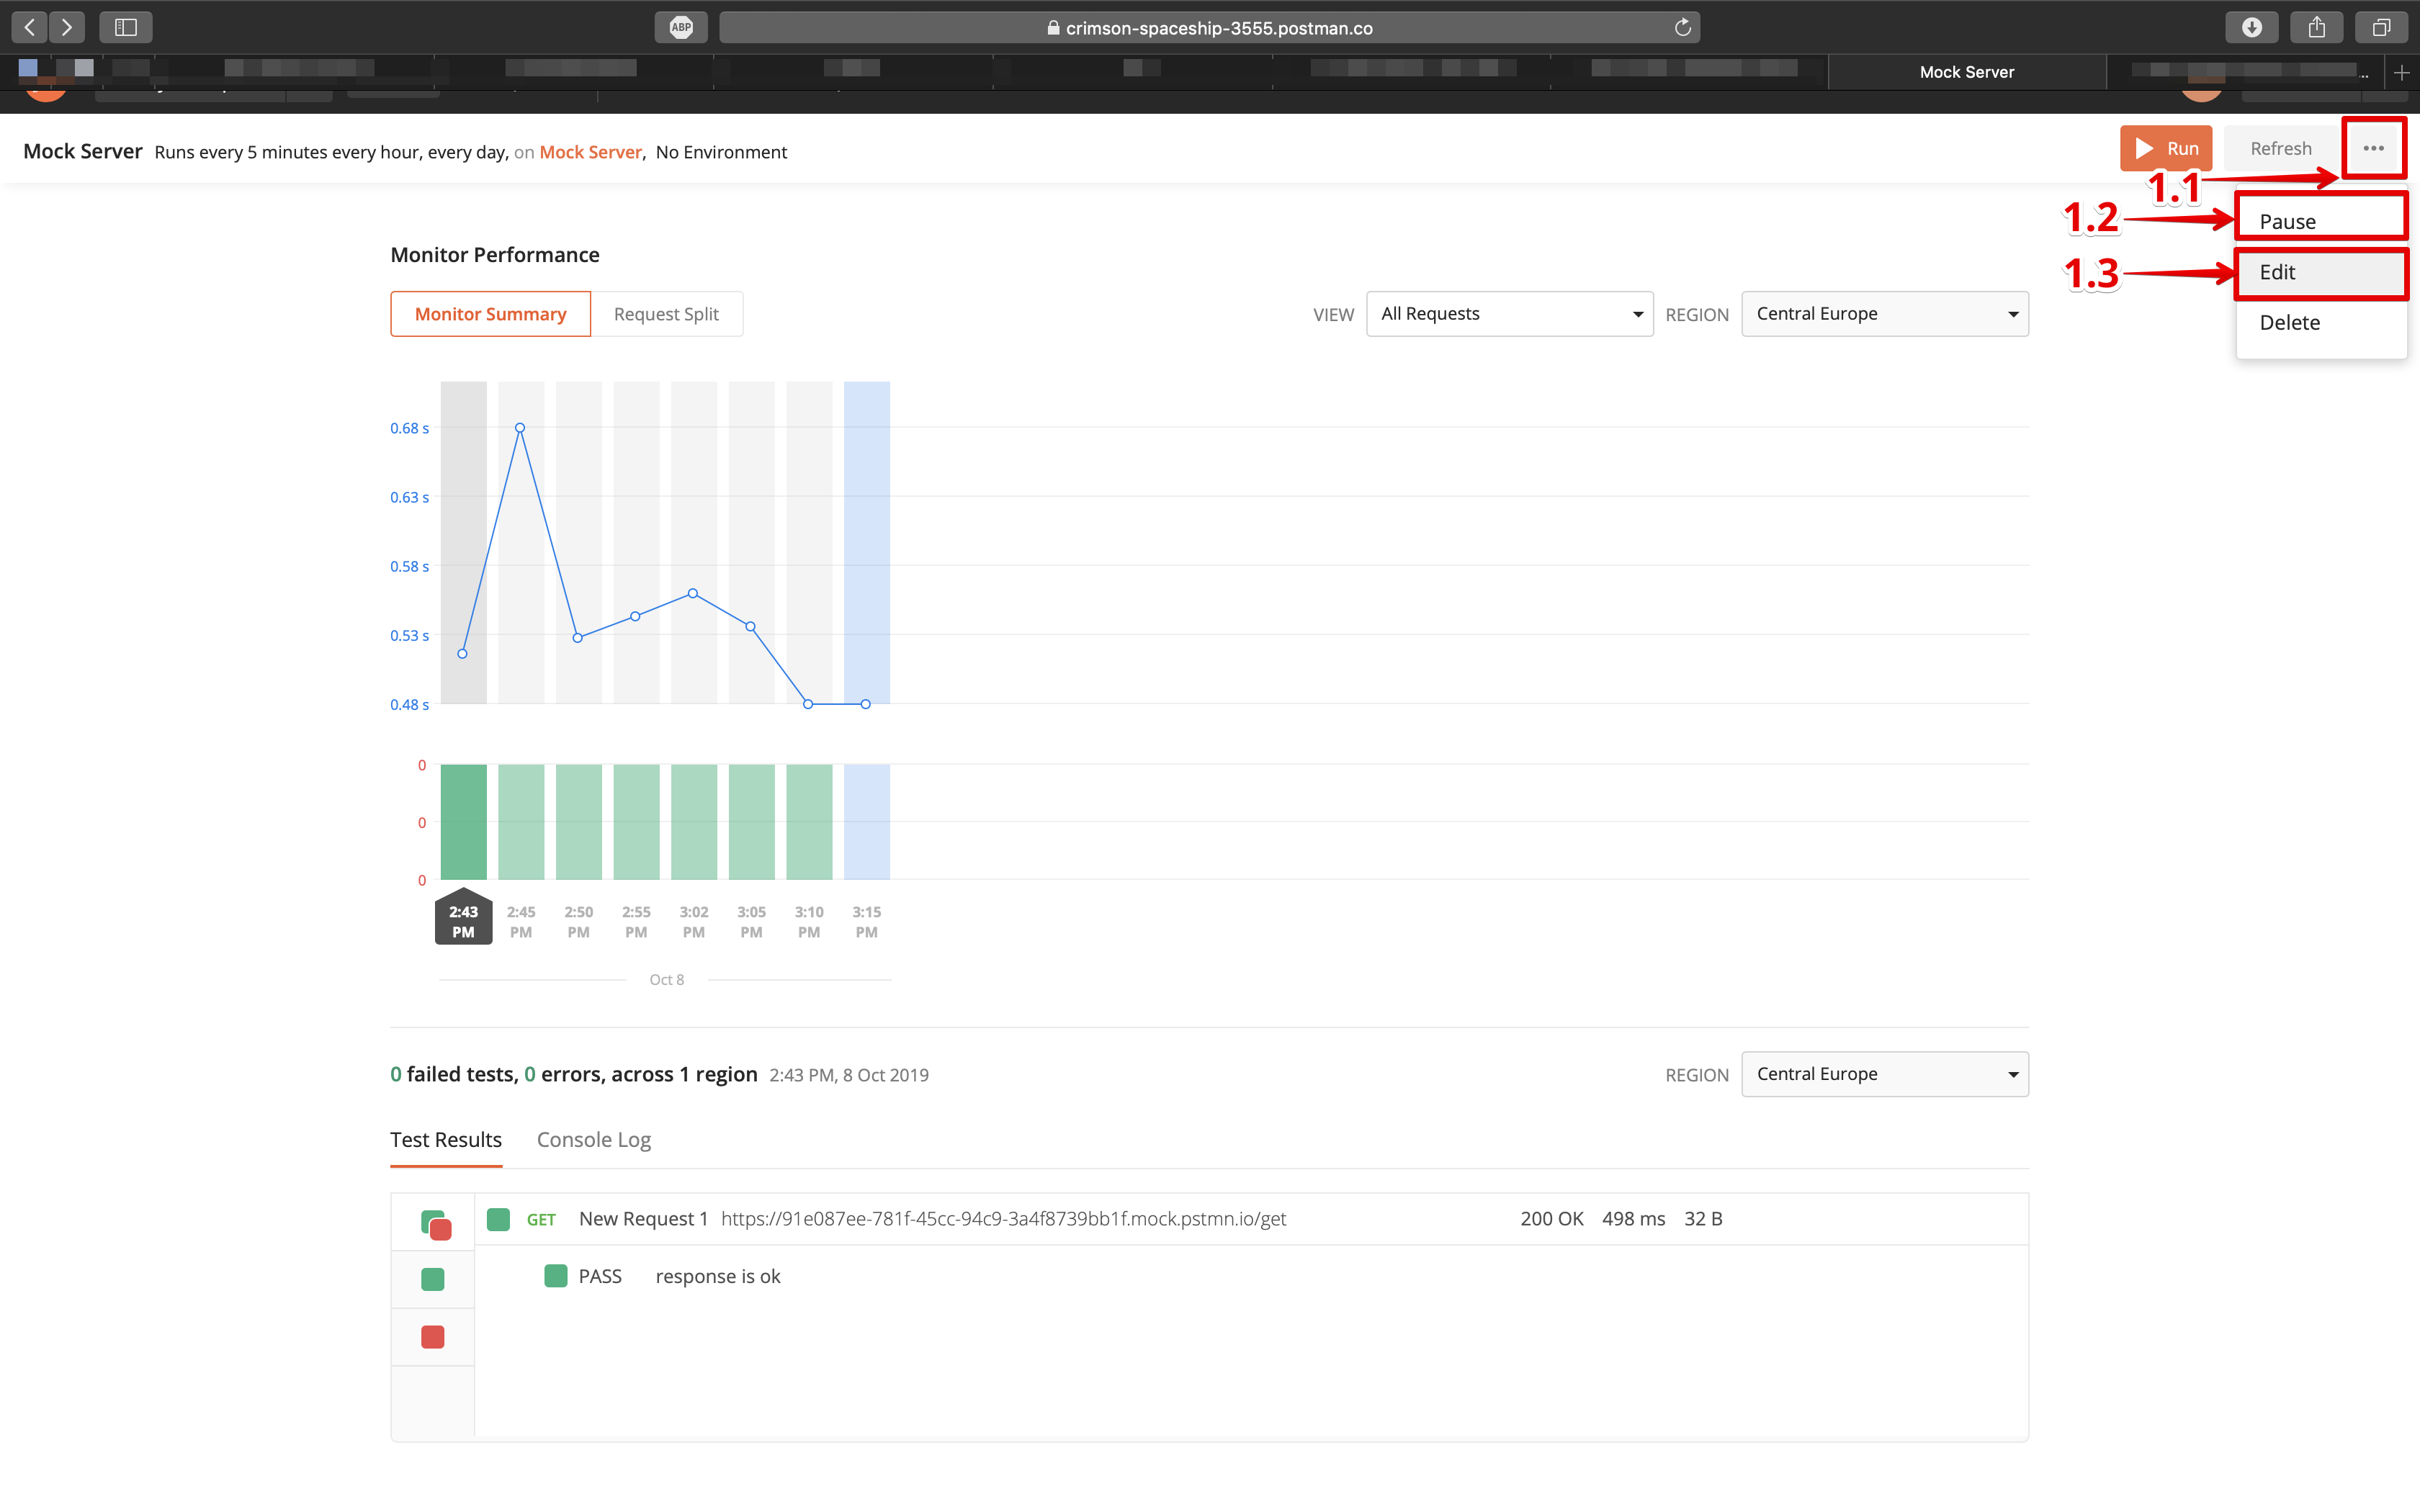 ABP
crimson-spaceship-3555.postman.co
Mock Server
...
Mock Server Runs every 5 minutes every hour, every day, on Mock Server, No Environment
Run
Refresh
1.1
1.2
Pause
1.3
Edit
Delete
Monitor Performance
Monitor Summary
Request Split
VIEW
All Requests
REGION
Central Europe
0.68 s
0.63 s
0.58 s
0.53 s
0.48 s
0
0
0
2:43 PM
2:45 PM
2:50 PM
2:55 PM
3:02 PM
3:05 PM
3:10 PM
3:15 PM
Oct 8
0 failed tests, 0 errors, across 1 region 2:43 PM, 8 Oct 2019
REGION
Central Europe
Test Results
Console Log
GET New Request 1 https://91e087ee-781f-45cc-94c9-3a4f8739bb1f.mock.pstmn.io/get 200 OK 498 ms 32 B
PASS response is ok